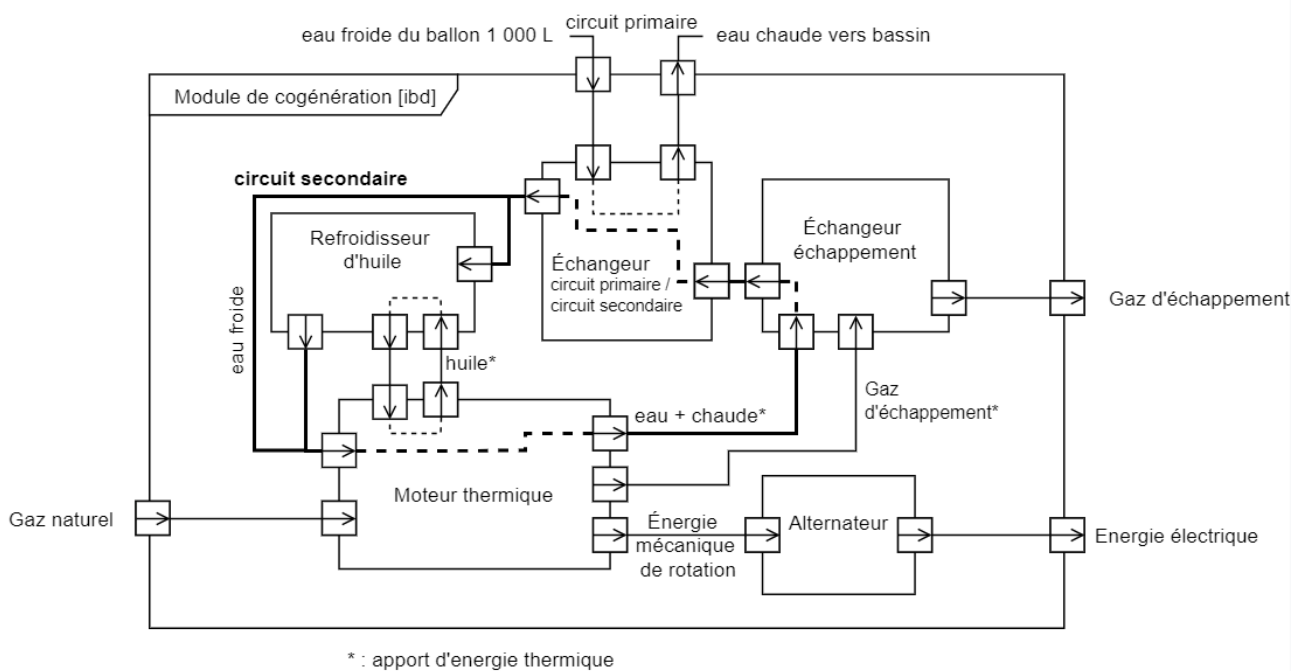 circuit primaire
eau froide du ballon 1 000 L
eau chaude vers bassin
Module de cogénération [ibd]
circuit secondaire
Refroidisseur
d'huile
Échangeur
échappement
Échangeur
circuit primaire /
circuit secondaire
Gaz d'échappement
eau froide
huile*
Gaz
d'échappement*
eau + chaude*
Moteur thermique
Gaz naturel
Énergie
mécanique
de rotation
Alternateur
Energie électrique
* : apport d'energie thermique